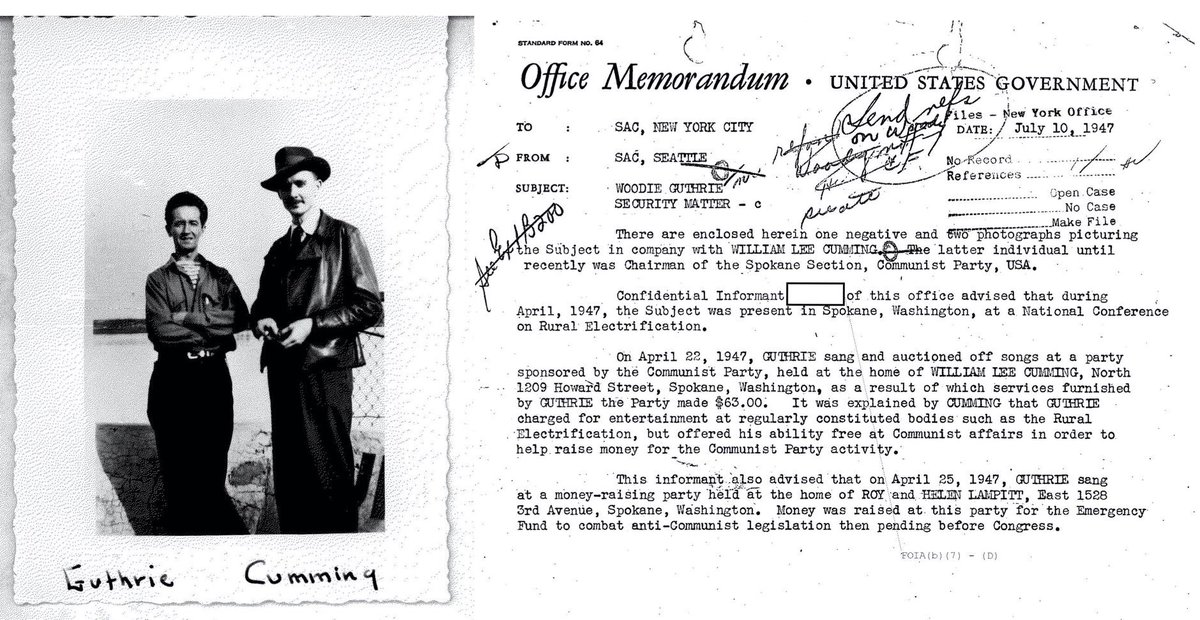 Guthrie Cumming
STANDARD FORM NO. 64
Office Memorandum • UNITED STATES GOVERNMENT
TO : SAC, NEW YORK CITY
Files - New York Office
DATE: July 10, 1947
FROM : SAC, SEATTLE
No Record
References
SUBJECT: WOODIE GUTHRIE
SECURITY MATTER - C
Open Case
No Case
Make File
Send refs
on
There are enclosed herein one negative and two photographs picturing
the Subject in company with WILLIAM LEE CUMMING. The latter individual until
recently was Chairman of the Spokane Section, Communist Party, USA.
Confidential Informant of this office advised that during
April, 1947, the Subject was present in Spokane, Washington, at a National Conference
on Rural Electrification.
On April 22, 1947, GUTHRIE sang and auctioned off songs at a party
sponsored by the Communist Party, held at the home of WILLIAM LEE CUMMING, North
1209 Howard Street, Spokane, Washington, as a result of which services furnished
by GUTHRIE the Party made $63.00. It was explained by CUMMING that GUTHRIE
charged for entertainment at regularly constituted bodies such as the Rural
Electrification, but offered his ability free at Communist affairs in order to
help raise money for the Communist Party activity.
This informant also advised that on April 25, 1947, GUTHRIE sang
at a money-raising party held at the home of ROY and HELEN LAMPITT, East 1528
3rd Avenue, Spokane, Washington. Money was raised at this party for the Emergency
Fund to combat anti-Communist legislation then pending before Congress.
FOIA(b)(7) - (D)